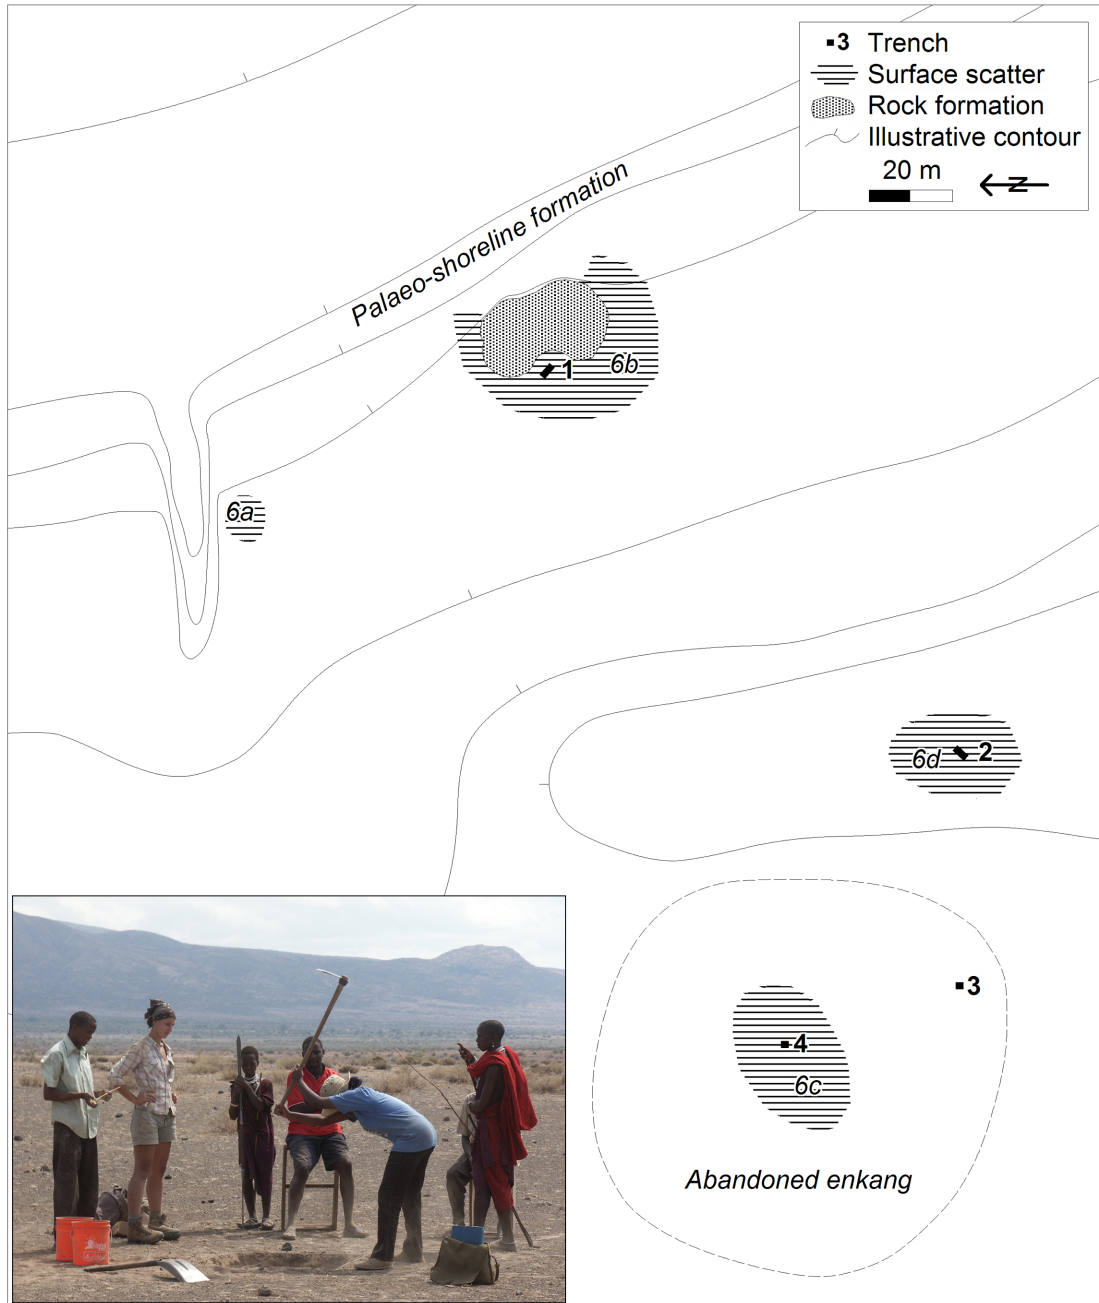 3 Trench
Surface scatter
Rock formation
Illustrative contour
20 m
N
Palaeo-shoreline formation
1
6b
6a
6d
2
3
4
6c
Abandoned enkang